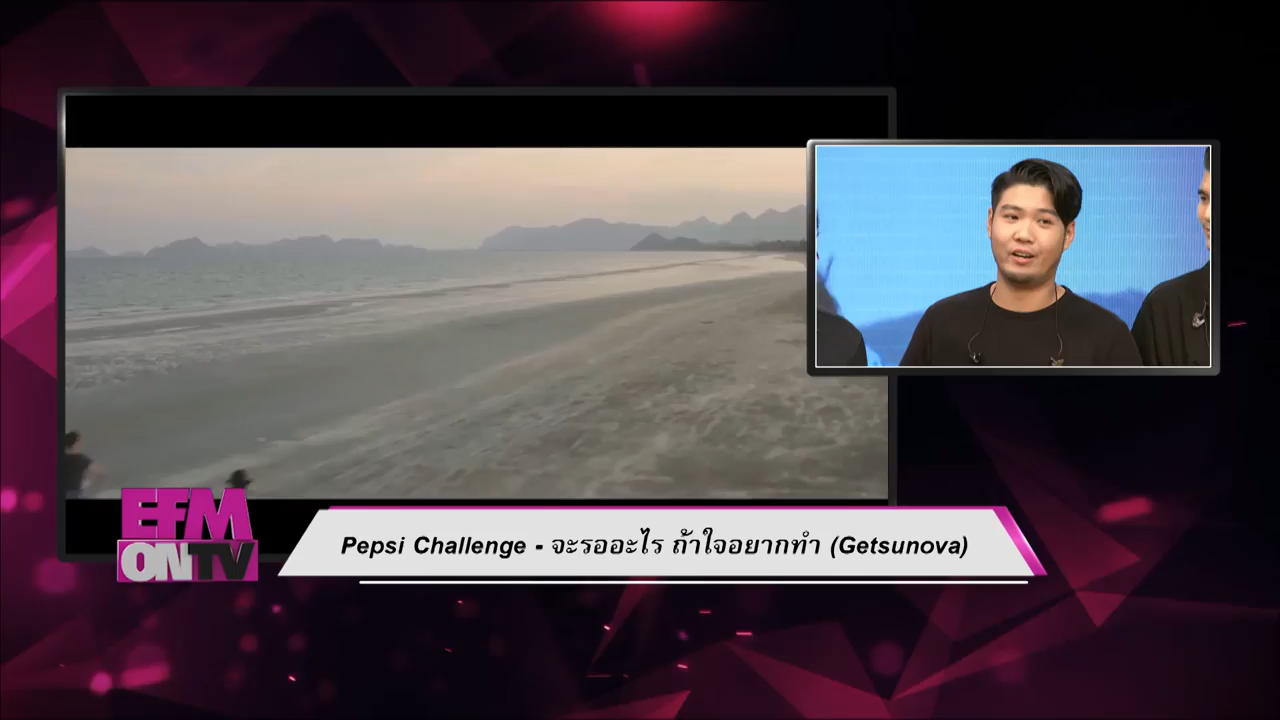 EFM
ONTV
Pepsi Challenge - จะรออะไร ถ้าใจอยากทำ (Getsunova)